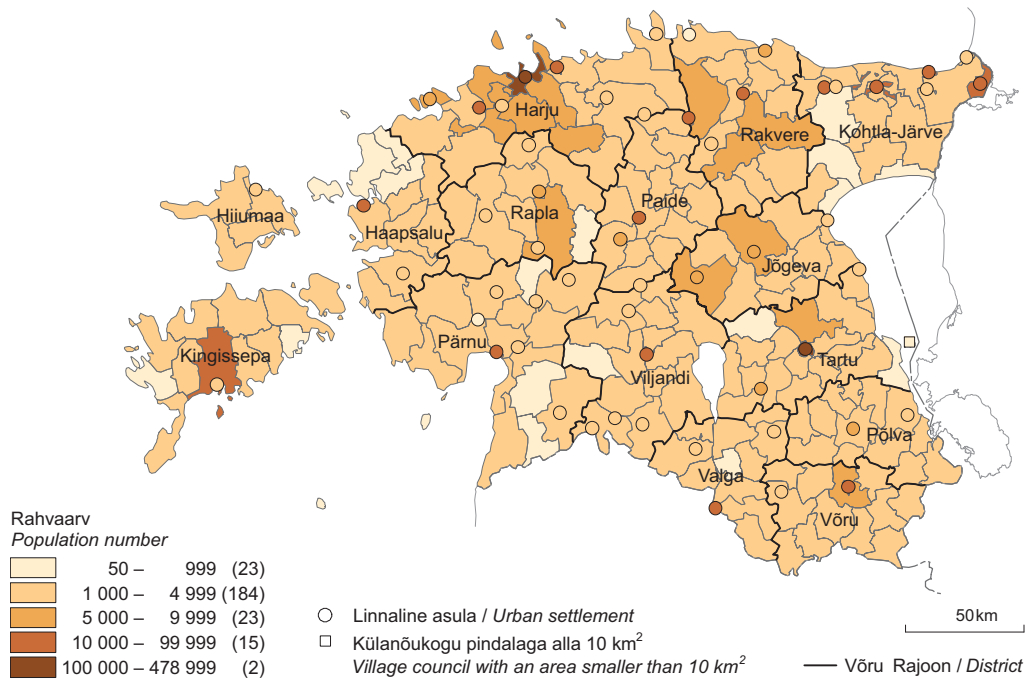 Harju
Rakvere
Kohtla-Järve
Hiiumaa
Haapsalu
Rapla
Paide
Jõgeva
Kingissepa
Pärnu
Viljandi
Tartu
Põlva
Valga
Võru
Rahvaarv
Population number
50 – 999 (23)
1 000 – 4 999 (184)
5 000 – 9 999 (23)
10 000 – 99 999 (15)
100 000 – 478 999 (2)
Linnaline asula / Urban settlement
Külanõukogu pindalaga alla 10 km²
Village council with an area smaller than 10 km²
50 km
Võru Rajoon / District